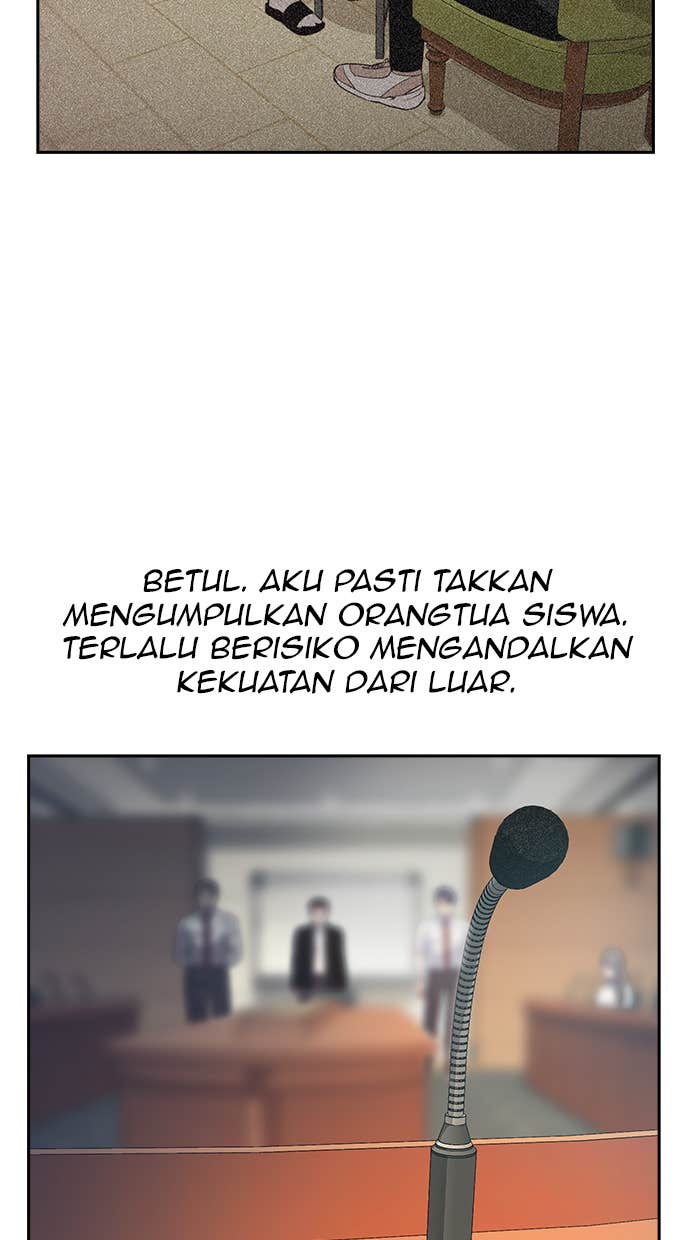 BETUL. AKU PASTI TAKKAN
MENGUMPULKAN ORANGTUA SISWA.
TERLALU BERISIKO MENGANDALKAN
KEKUATAN DARI LUAR.